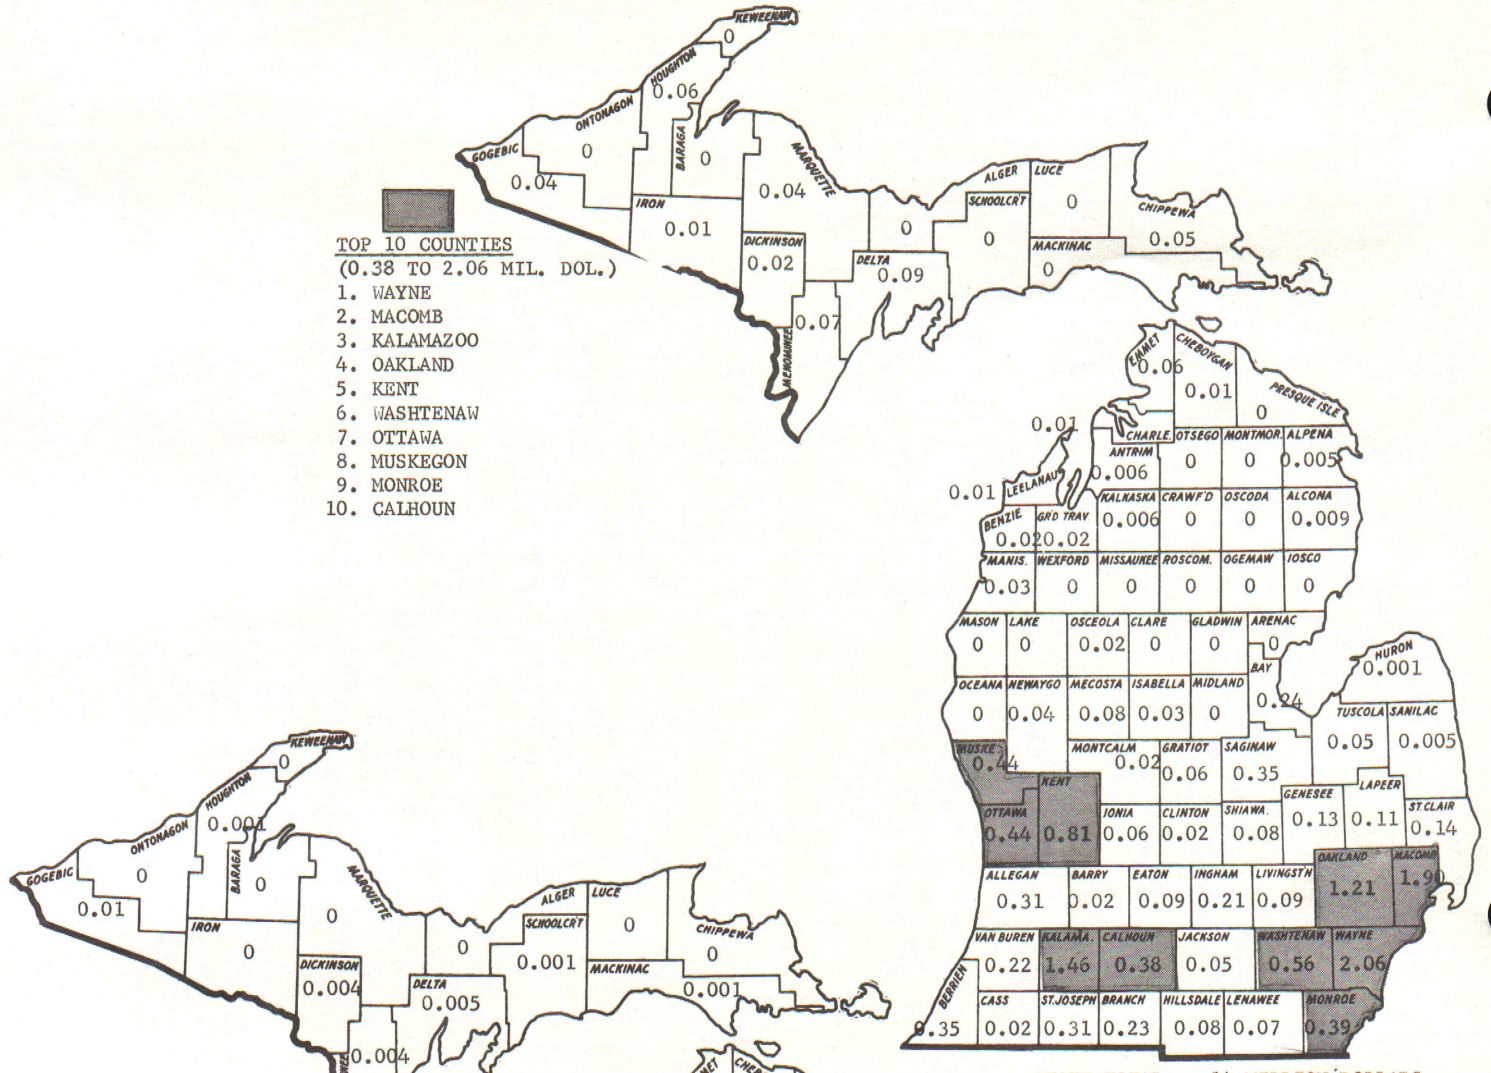 KEWEENAW
0
HOUGHTON
0.06
ONTONAGON
0
GOGEBIC
0.04
BARAGA
0
MARQUETTE
0.04
IRON
0.01
DICKINSON
0.02
MENOMINEE
0.07
DELTA
0.09
ALGER
0
SCHOOLCR'T
0
LUCE
0
MACKINAC
0
CHIPPEWA
0.05
TOP 10 COUNTIES
(0.38 TO 2.06 MIL. DOL.)
1. WAYNE
2. MACOMB
3. KALAMAZOO
4. OAKLAND
5. KENT
6. WASHTENAW
7. OTTAWA
8. MUSKEGON
9. MONROE
10. CALHOUN
EMMET
0.06
CHEBOYGAN
0.01
PRESQUE ISLE
0
0.01
CHARLE. OTSEGO MONTMOR. ALPENA
ANTRIM
0.006 0 0 0.005
0.01 LEELANAU
KALKASKA CRAWF'D OSCODA ALCONA
BENZIE GR'D TRAV
0.006 0 0 0.009
0.02 0.02
MANIS. WEXFORD MISSAUKEE ROSCOM. OGEMAW IOSCO
0.03 0 0 0 0 0
MASON LAKE OSCEOLA CLARE GLADWIN ARENAC
0 0 0.02 0 0 0
HURON
0.001
BAY
0.24
OCEANA NEWAYGO MECOSTA ISABELLA MIDLAND
0 0.04 0.08 0.03 0
TUSCOLA SANILAC
0.05 0.005
MUSKE. MONTCALM GRATIOT SAGINAW
0.44 0.02 0.06 0.35
KENT
0.81
GENESEE LAPEER
0.13 0.11
ST.CLAIR
0.14
OTTAWA IONIA CLINTON SHIAWA.
0.44 0.06 0.02 0.08
OAKLAND MACOMB
1.21 1.90
ALLEGAN BARRY EATON INGHAM LIVINGST'N
0.31 0.02 0.09 0.21 0.09
VAN BUREN KALAMA. CALHOUN JACKSON WASHTENAW WAYNE
0.22 1.46 0.38 0.05 0.56 2.06
BERRIEN CASS ST.JOSEPH BRANCH HILLSDALE LENAWEE MONROE
0.35 0.02 0.31 0.23 0.08 0.07 0.39
KEWEENAW
0
HOUGHTON
0.001
ONTONAGON
0
GOGEBIC
0.01
BARAGA
0
MARQUETTE
0
IRON
0
DICKINSON
0.004
0.004
DELTA
0.005
ALGER
0
SCHOOLCR'T
0.001
LUCE
0
MACKINAC
0.001
CHIPPEWA
0